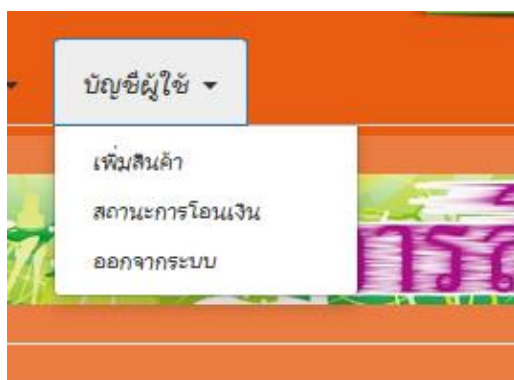 บัญชีผู้ใช้
เพิ่มสินค้า
สถานะการโอนเงิน
ออกจากระบบ